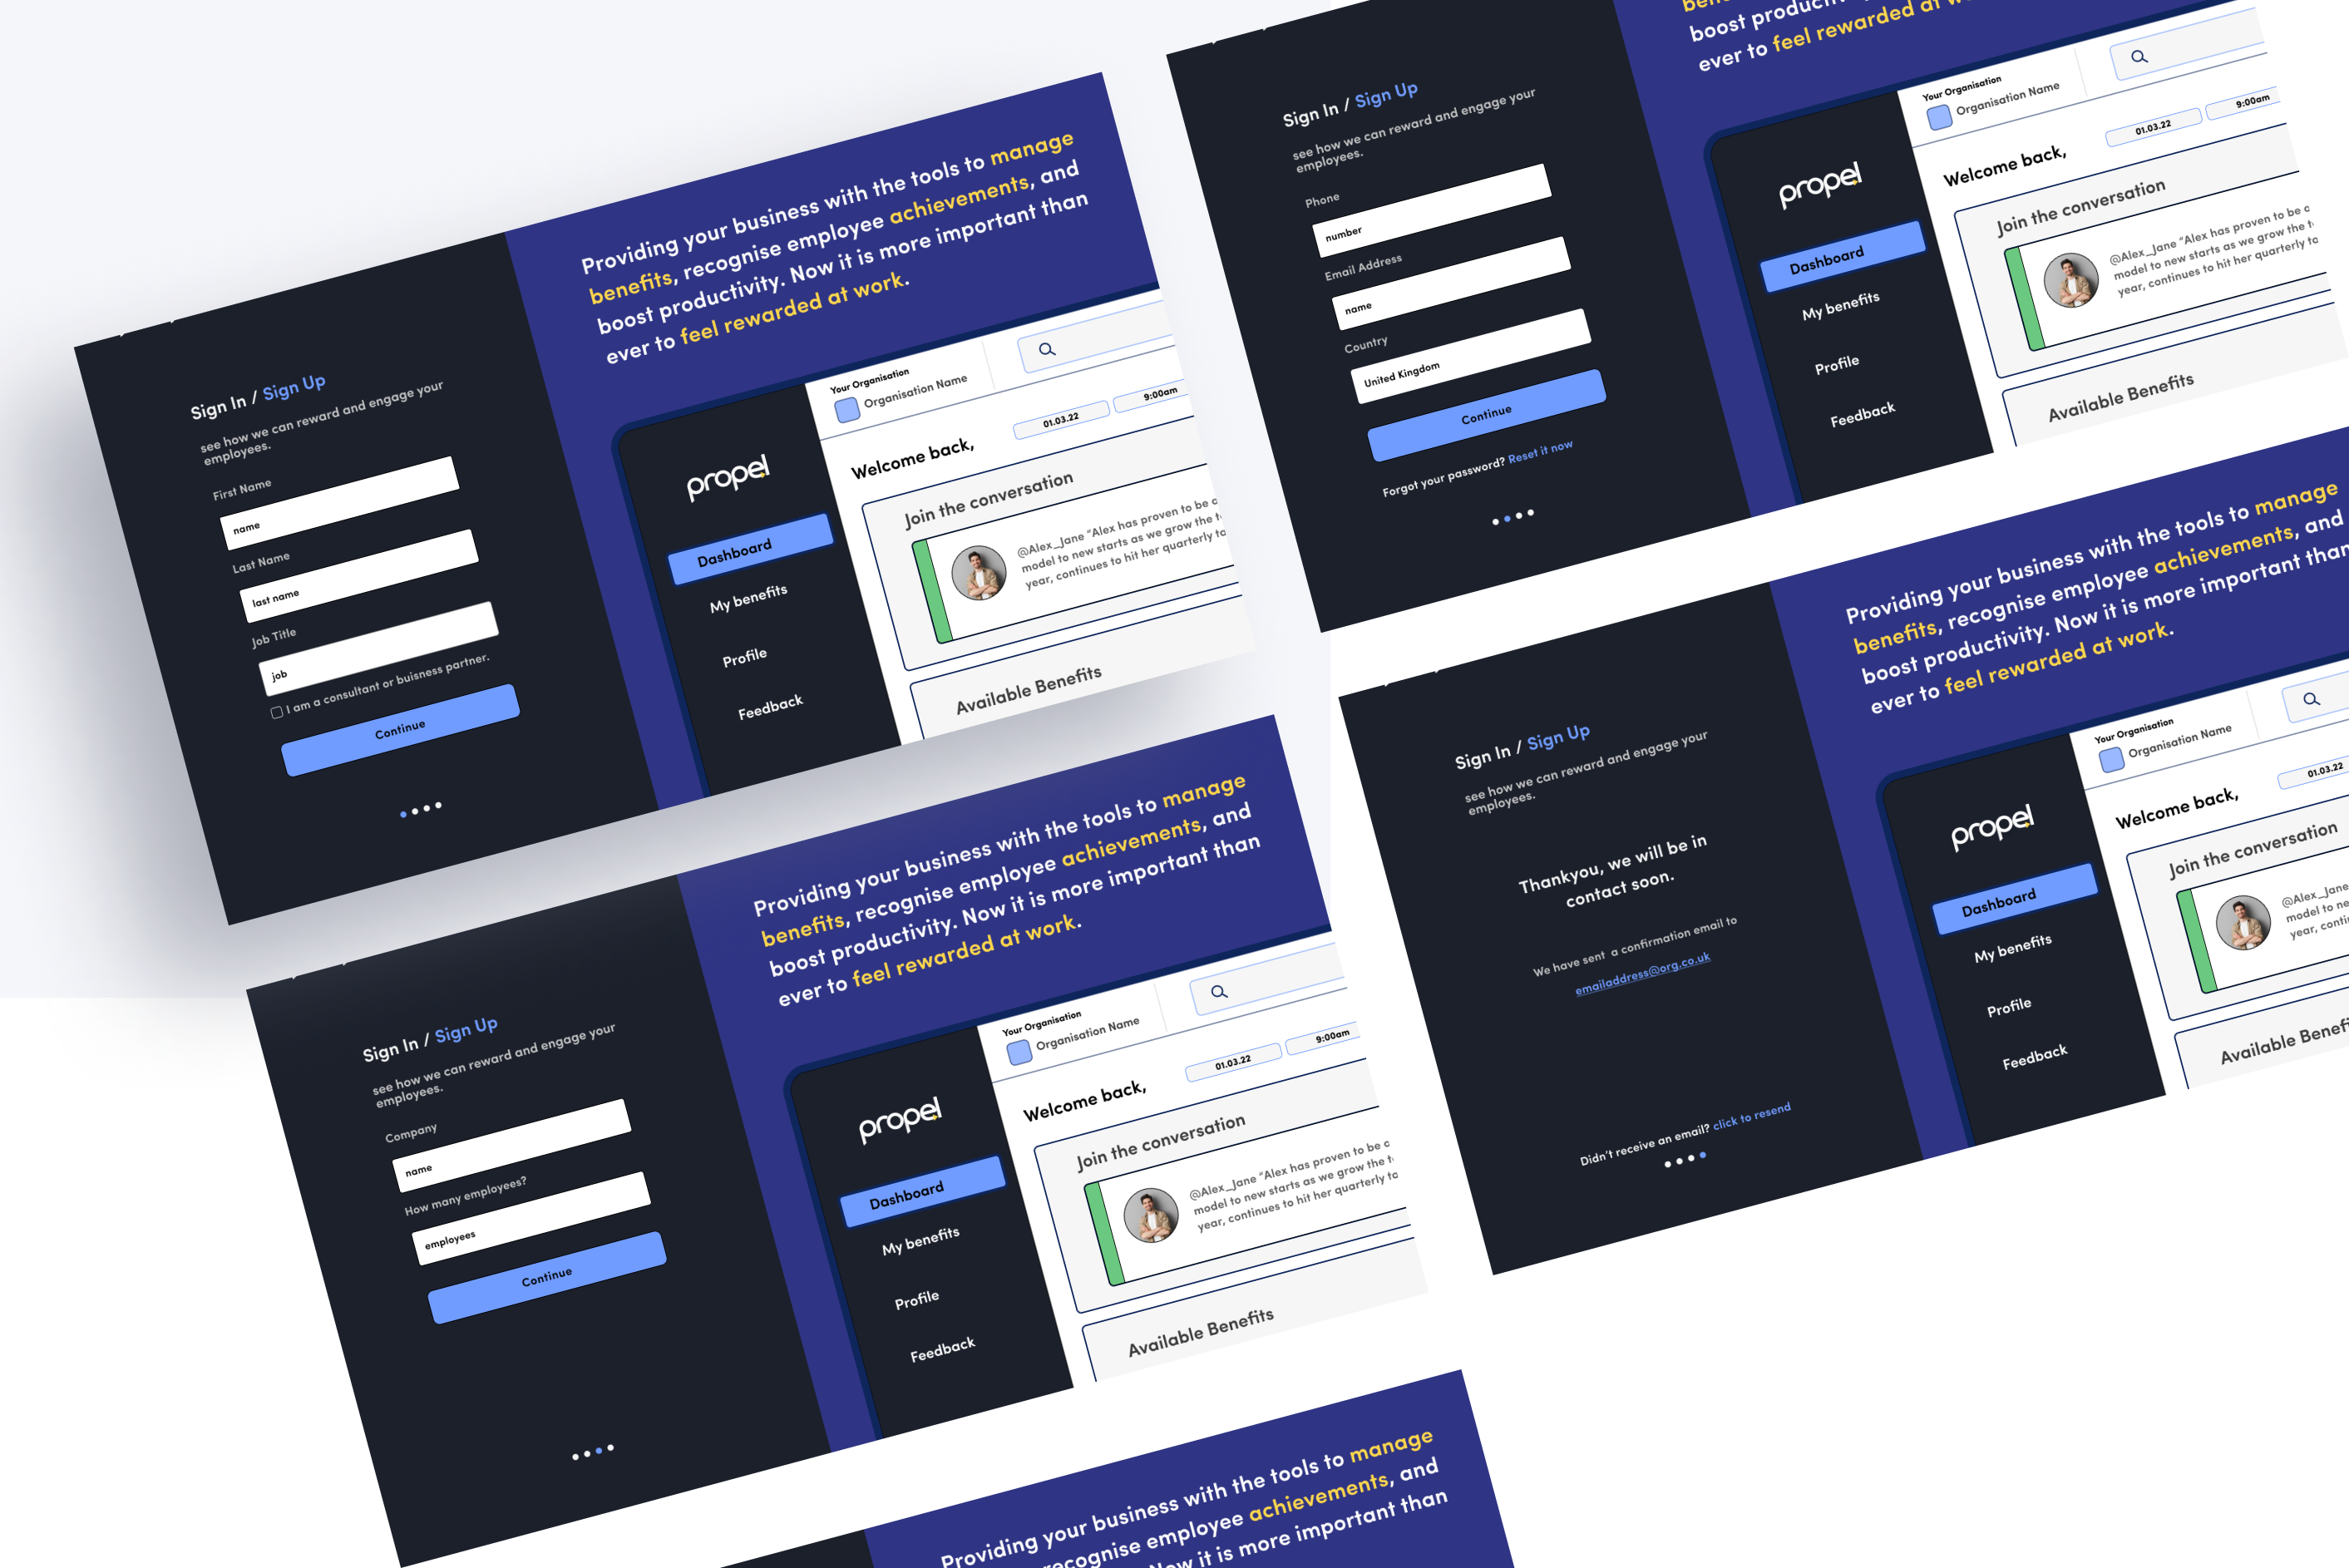 Sign In / Sign Up
see how we can reward and engage your
employees.
First Name
name
Last Name
last name
Job Title
job
I am a consultant or buisness partner.
Continue
Providing your business with the tools to manage
benefits, recognise employee achievements, and
boost productivity. Now it is more important than
ever to feel rewarded at work.
propel
Dashboard
My benefits
Profile
Feedback
Your Organisation
Organisation Name
Welcome back,
01.03.22
9:00am
Join the conversation
@Alex_Jane "Alex has proven to be a
model to new starts as we grow the
year, continues to hit her quarterly
Available Benefits
Sign In / Sign Up
see how we can reward and engage your
employees.
Phone
number
Email Address
name
Country
United Kingdom
Continue
Forgot your password? Reset it now
boost
ever to feel rewarded at
propel
Dashboard
My benefits
Profile
Feedback
Your Organisation
Organisation Name
Welcome back,
01.03.22
9:00am
Join the conversation
@Alex_Jane "Alex has proven to be a
model to new starts as we grow the
year, continues to hit her quarterly
Available Benefits
Sign In / Sign Up
see how we can reward and engage your
employees.
Company
name
How many employees?
employees
Continue
Providing your business with the tools to manage
benefits, recognise employee achievements, and
boost productivity. Now it is more important than
ever to feel rewarded at work.
propel
Dashboard
My benefits
Profile
Feedback
Your Organisation
Organisation Name
Welcome back,
01.03.22
9:00am
Join the conversation
@Alex_Jane "Alex has proven to be a
model to new starts as we grow the
year, continues to hit her quarterly
Available Benefits
Sign In / Sign Up
see how we can reward and engage your
employees.
Thankyou, we will be in
contact soon.
We have sent a confirmation email to
emailaddress@org.co.uk
Didn't receive an email? click to resend
Providing your business with the tools to manage
benefits, recognise employee achievements, and
boost productivity. Now it is more important than
ever to feel rewarded at work.
propel
Dashboard
My benefits
Profile
Feedback
Your Organisation
Organisation Name
Welcome back,
01.03.22
Join the conversation
@Alex_Jane
model to
year,
Available
Providing your business with the tools to manage
recognise employee achievements, and
Now it is more important than